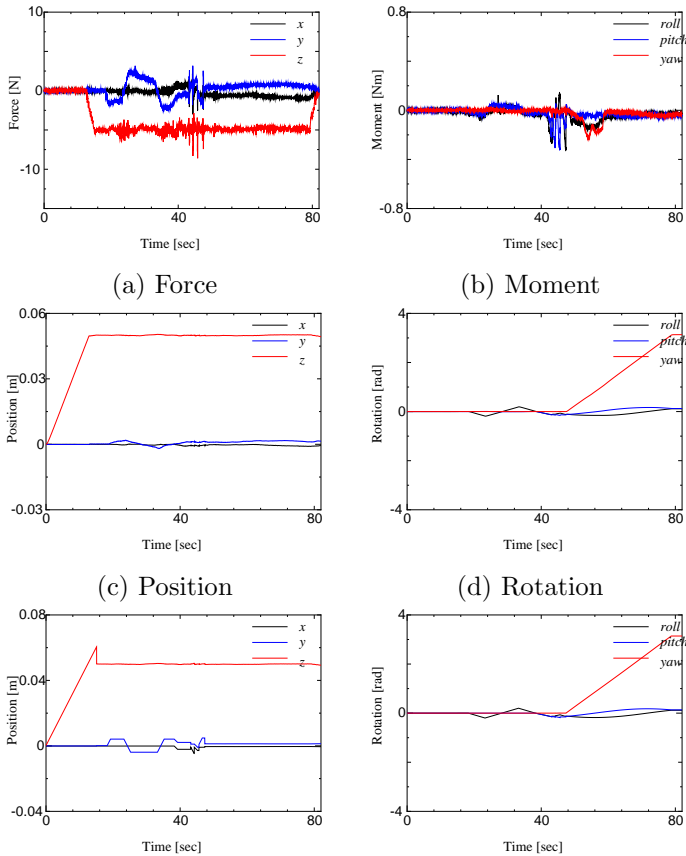 10
0
-10
0 40 80
Force [N]
Time [sec]
x
y
z
(a) Force
0.8
0
-0.8
0 40 80
Moment [Nm]
Time [sec]
roll
pitch
yaw
(b) Moment
0.06
0.03
0
-0.03
0 40 80
Position [m]
Time [sec]
x
y
z
(c) Position
4
0
-4
0 40 80
Rotation [rad]
Time [sec]
roll
pitch
yaw
(d) Rotation
0.08
0.04
0
-0.04
0 40 80
Position [m]
Time [sec]
x
y
z
4
0
-4
0 40 80
Rotation [rad]
Time [sec]
roll
pitch
yaw